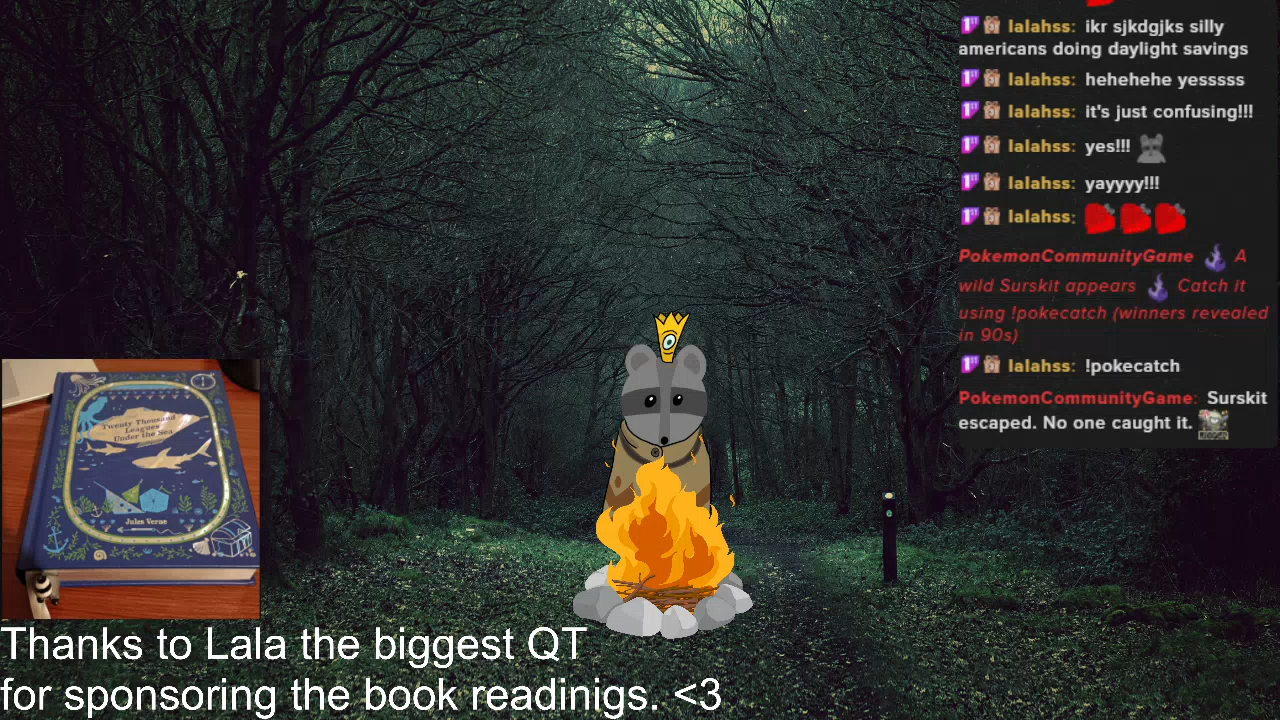 lalahss: ikr sjkdgjks silly
americans doing daylight savings
lalahss: hehehehe yesssss
lalahss: it's just confusing!!!
lalahss: yes!!!
lalahss: yayyyy!!!
lalahss:
PokemonCommunityGame A
wild Surskit appears Catch it
using !pokecatch (winners revealed
in 90s)
lalahss: !pokecatch
PokemonCommunityGame: Surskit
escaped. No one caught it.
Twenty Thousand
Leagues
Under the Sea
Jules Verne
Thanks to Lala the biggest QT
for sponsoring the book readinigs. <3